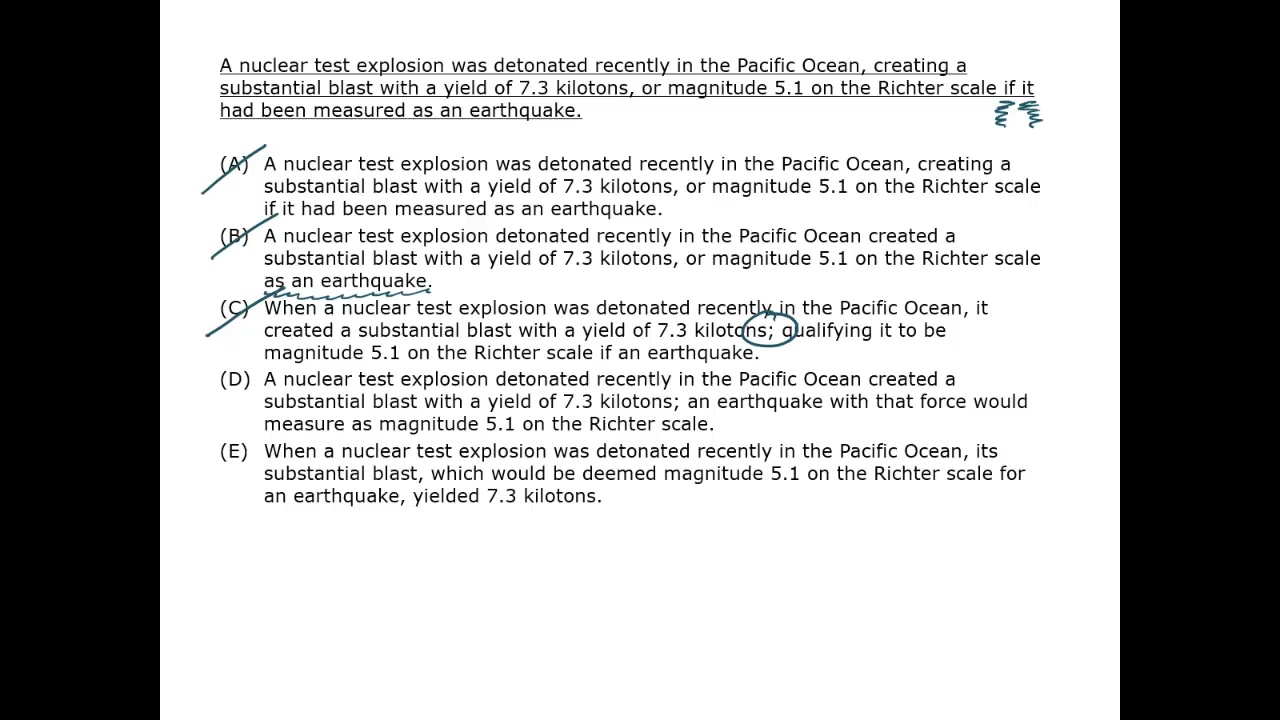 A nuclear test explosion was detonated recently in the Pacific Ocean, creating a
substantial blast with a yield of 7.3 kilotons, or magnitude 5.1 on the Richter scale if it
had been measured as an earthquake.
(A) A nuclear test explosion was detonated recently in the Pacific Ocean, creating a
substantial blast with a yield of 7.3 kilotons, or magnitude 5.1 on the Richter scale
if it had been measured as an earthquake.
(B) A nuclear test explosion detonated recently in the Pacific Ocean created a
substantial blast with a yield of 7.3 kilotons, or magnitude 5.1 on the Richter scale
as an earthquake.
(C) When a nuclear test explosion was detonated recently in the Pacific Ocean, it
created a substantial blast with a yield of 7.3 kilotons; qualifying it to be
magnitude 5.1 on the Richter scale if an earthquake.
(D) A nuclear test explosion detonated recently in the Pacific Ocean created a
substantial blast with a yield of 7.3 kilotons; an earthquake with that force would
measure as magnitude 5.1 on the Richter scale.
(E) When a nuclear test explosion was detonated recently in the Pacific Ocean, its
substantial blast, which would be deemed magnitude 5.1 on the Richter scale for
an earthquake, yielded 7.3 kilotons.